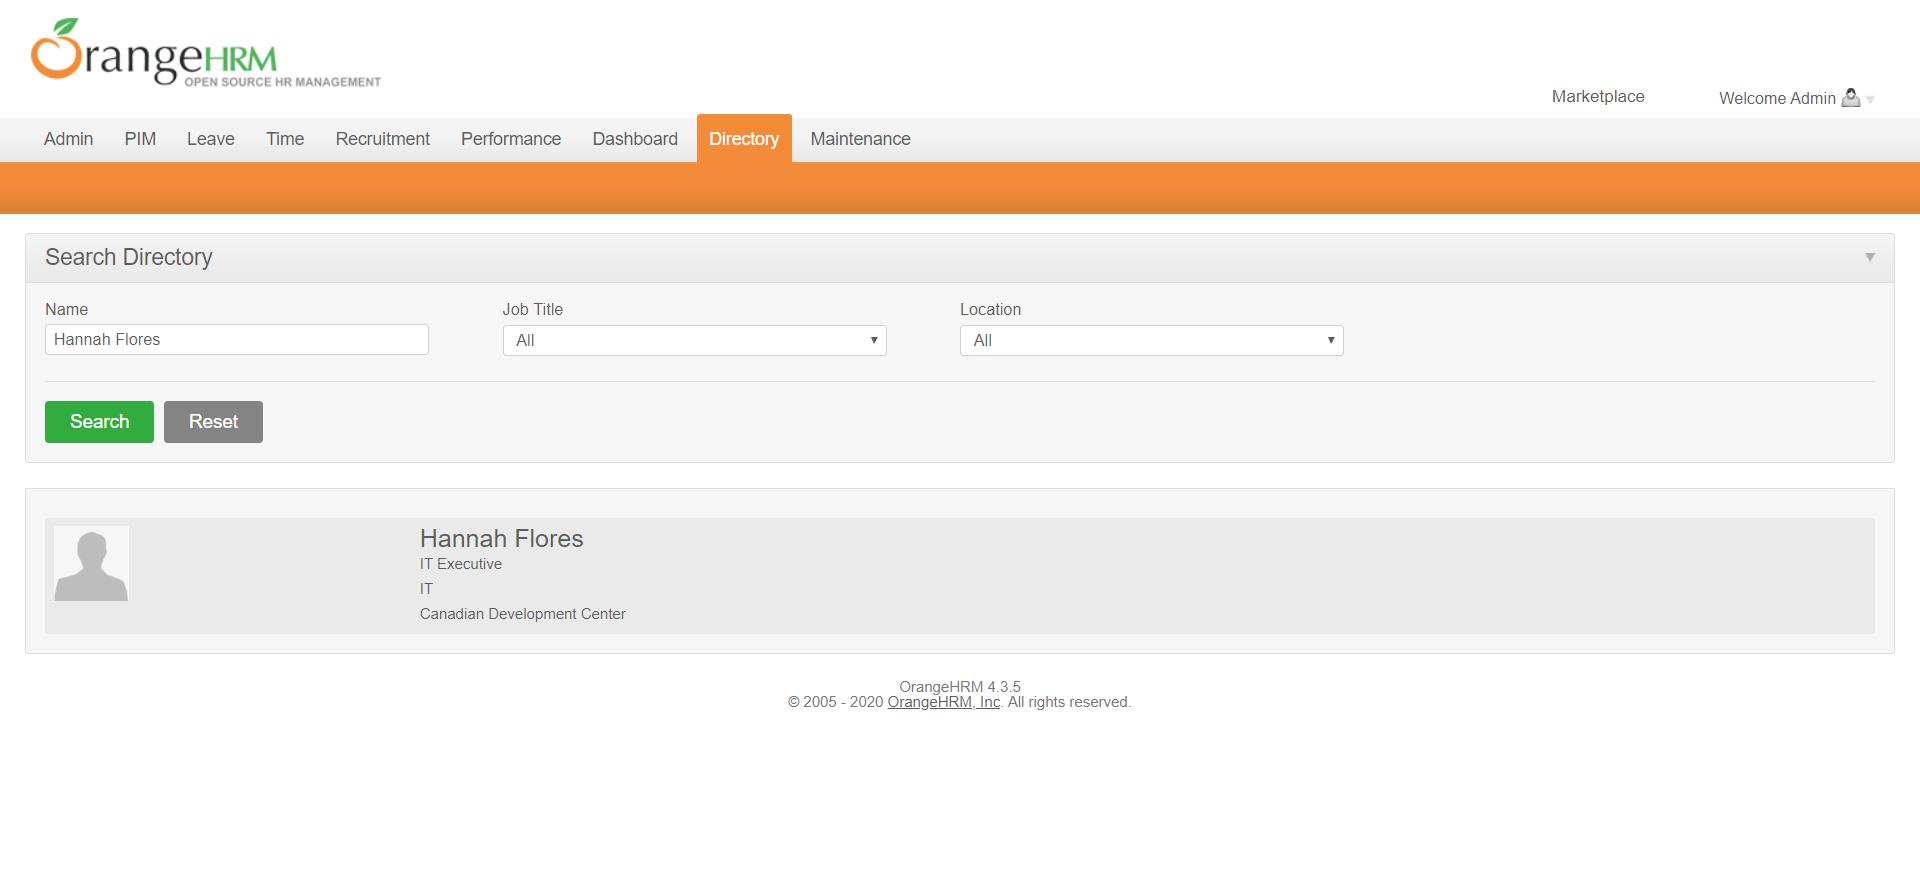 OrangeHRM
OPEN SOURCE HR MANAGEMENT
Marketplace
Welcome Admin
Admin PIM Leave Time Recruitment Performance Dashboard Directory Maintenance
Search Directory
Name Job Title Location
Hannah Flores All All
Search Reset
Hannah Flores
IT Executive
IT
Canadian Development Center
OrangeHRM 4.3.5
© 2005 - 2020 OrangeHRM, Inc. All rights reserved.